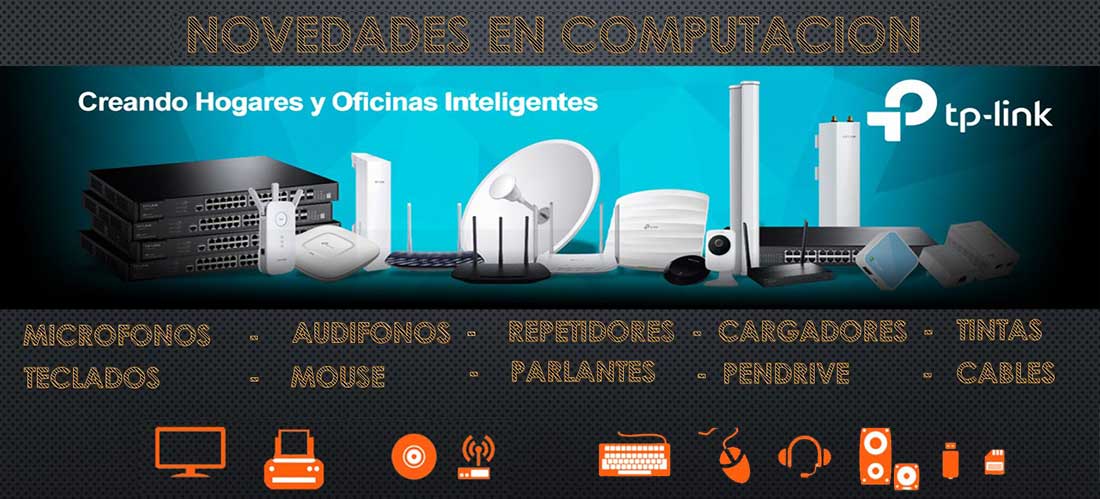 NOVEDADES EN COMPUTACION
Creando Hogares y Oficinas Inteligentes
tp-link
MICROFONOS - AUDIFONOS - REPETIDORES - CARGADORES - TINTAS
TECLADOS - MOUSE - PARLANTES - PENDRIVE - CABLES